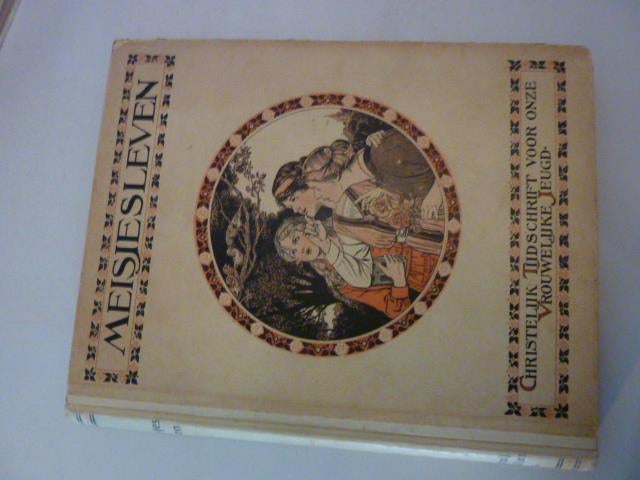 MEISJESLEVEN
CHRISTELIJK TIJDSCHRIFT VOOR ONZE
VROUWELIJKE JEUGD-